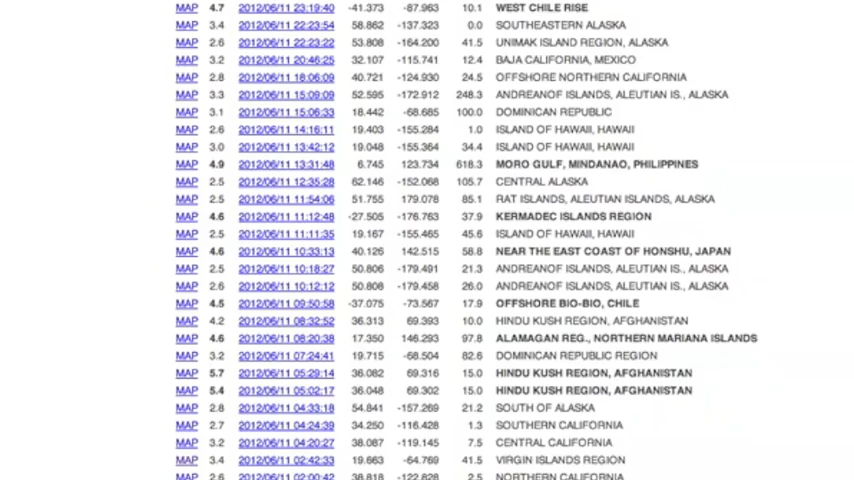 MAP 4.7 2012/06/11 23:19:40 -41.373 -87.963 10.1 WEST CHILE RISE
MAP 3.4 2012/06/11 22:23:54 58.862 -137.323 0.0 SOUTHEASTERN ALASKA
MAP 2.6 2012/06/11 22:23:22 53.808 -164.200 41.5 UNIMAK ISLAND REGION, ALASKA
MAP 3.2 2012/06/11 20:46:25 32.107 -115.741 12.4 BAJA CALIFORNIA, MEXICO
MAP 2.8 2012/06/11 18:06:09 40.721 -124.930 24.5 OFFSHORE NORTHERN CALIFORNIA
MAP 3.3 2012/06/11 15:09:09 52.595 -172.912 248.3 ANDREANOF ISLANDS, ALEUTIAN IS., ALASKA
MAP 3.1 2012/06/11 15:06:33 18.442 -68.685 100.0 DOMINICAN REPUBLIC
MAP 2.6 2012/06/11 14:16:11 19.403 -155.284 1.0 ISLAND OF HAWAII, HAWAII
MAP 3.0 2012/06/11 13:42:12 19.048 -155.364 34.4 ISLAND OF HAWAII, HAWAII
MAP 4.9 2012/06/11 13:31:48 6.745 123.734 618.3 MORO GULF, MINDANAO, PHILIPPINES
MAP 2.5 2012/06/11 12:35:28 62.146 -152.068 105.7 CENTRAL ALASKA
MAP 2.5 2012/06/11 11:54:06 51.755 179.078 85.1 RAT ISLANDS, ALEUTIAN ISLANDS, ALASKA
MAP 4.6 2012/06/11 11:12:48 -27.505 -176.763 37.9 KERMADEC ISLANDS REGION
MAP 2.5 2012/06/11 11:11:35 19.167 -155.465 45.6 ISLAND OF HAWAII, HAWAII
MAP 4.6 2012/06/11 10:33:13 40.126 142.515 58.8 NEAR THE EAST COAST OF HONSHU, JAPAN
MAP 2.5 2012/06/11 10:18:27 50.806 -179.491 21.3 ANDREANOF ISLANDS, ALEUTIAN IS., ALASKA
MAP 2.6 2012/06/11 10:12:12 50.808 -179.458 26.0 ANDREANOF ISLANDS, ALEUTIAN IS., ALASKA
MAP 4.5 2012/06/11 09:50:58 -37.075 -73.567 17.9 OFFSHORE BIO-BIO, CHILE
MAP 4.2 2012/06/11 08:32:52 36.313 69.393 10.0 HINDU KUSH REGION, AFGHANISTAN
MAP 4.6 2012/06/11 08:20:38 17.350 146.293 97.8 ALAMAGAN REG., NORTHERN MARIANA ISLANDS
MAP 3.2 2012/06/11 07:24:41 19.715 -68.504 82.6 DOMINICAN REPUBLIC REGION
MAP 5.7 2012/06/11 05:29:14 36.082 69.316 15.0 HINDU KUSH REGION, AFGHANISTAN
MAP 5.4 2012/06/11 05:02:17 36.048 69.302 15.0 HINDU KUSH REGION, AFGHANISTAN
MAP 2.8 2012/06/11 04:33:18 54.841 -157.269 21.2 SOUTH OF ALASKA
MAP 2.7 2012/06/11 04:24:39 34.250 -116.428 1.3 SOUTHERN CALIFORNIA
MAP 3.2 2012/06/11 04:20:27 38.087 -119.145 7.5 CENTRAL CALIFORNIA
MAP 3.4 2012/06/11 02:42:33 19.663 -64.769 41.5 VIRGIN ISLANDS REGION
MAP 2.6 2012/06/11 02:00:42 38.818 -122.828 2.5 NORTHERN CALIFORNIA